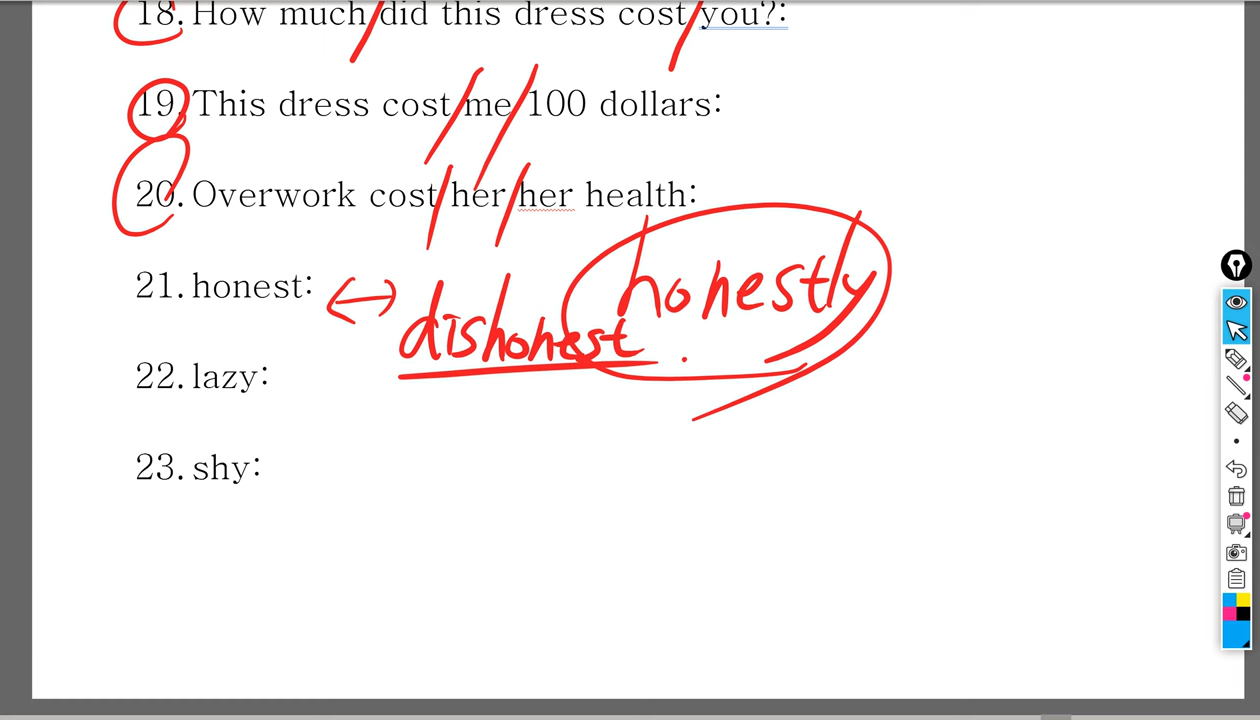 18. How much did this dress cost you?:
19. This dress cost me 100 dollars:
20. Overwork cost her her health:
21. honest: ↔ dishonest honestly
22. lazy:
23. shy: